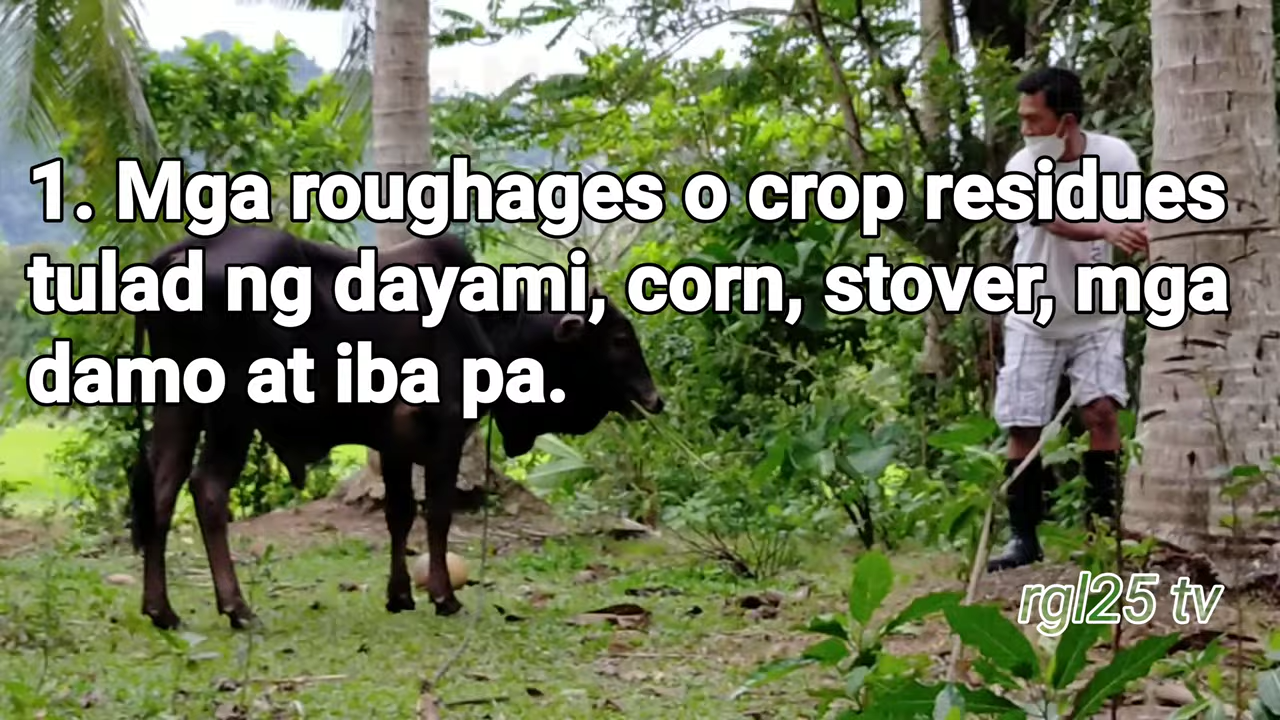 1. Mga roughages o crop residues
tulad ng dayami, corn, stover, mga
damo at iba pa.
rgl25 tv